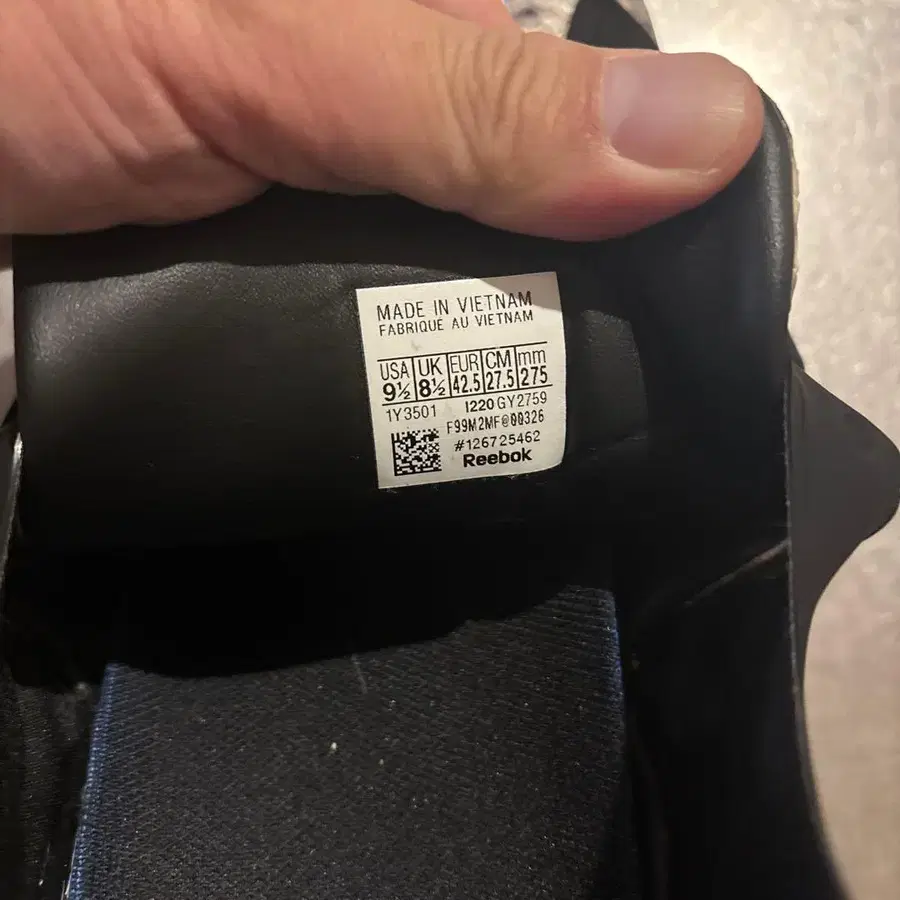 MADE IN VIETNAM
FABRIQUE AU VIETNAM
USA UK EUR CM mm
9½ 8½ 42.5 27.5 275
1Y3501 I220 GY2759
F99M2MF@00326
#126725462
Reebok